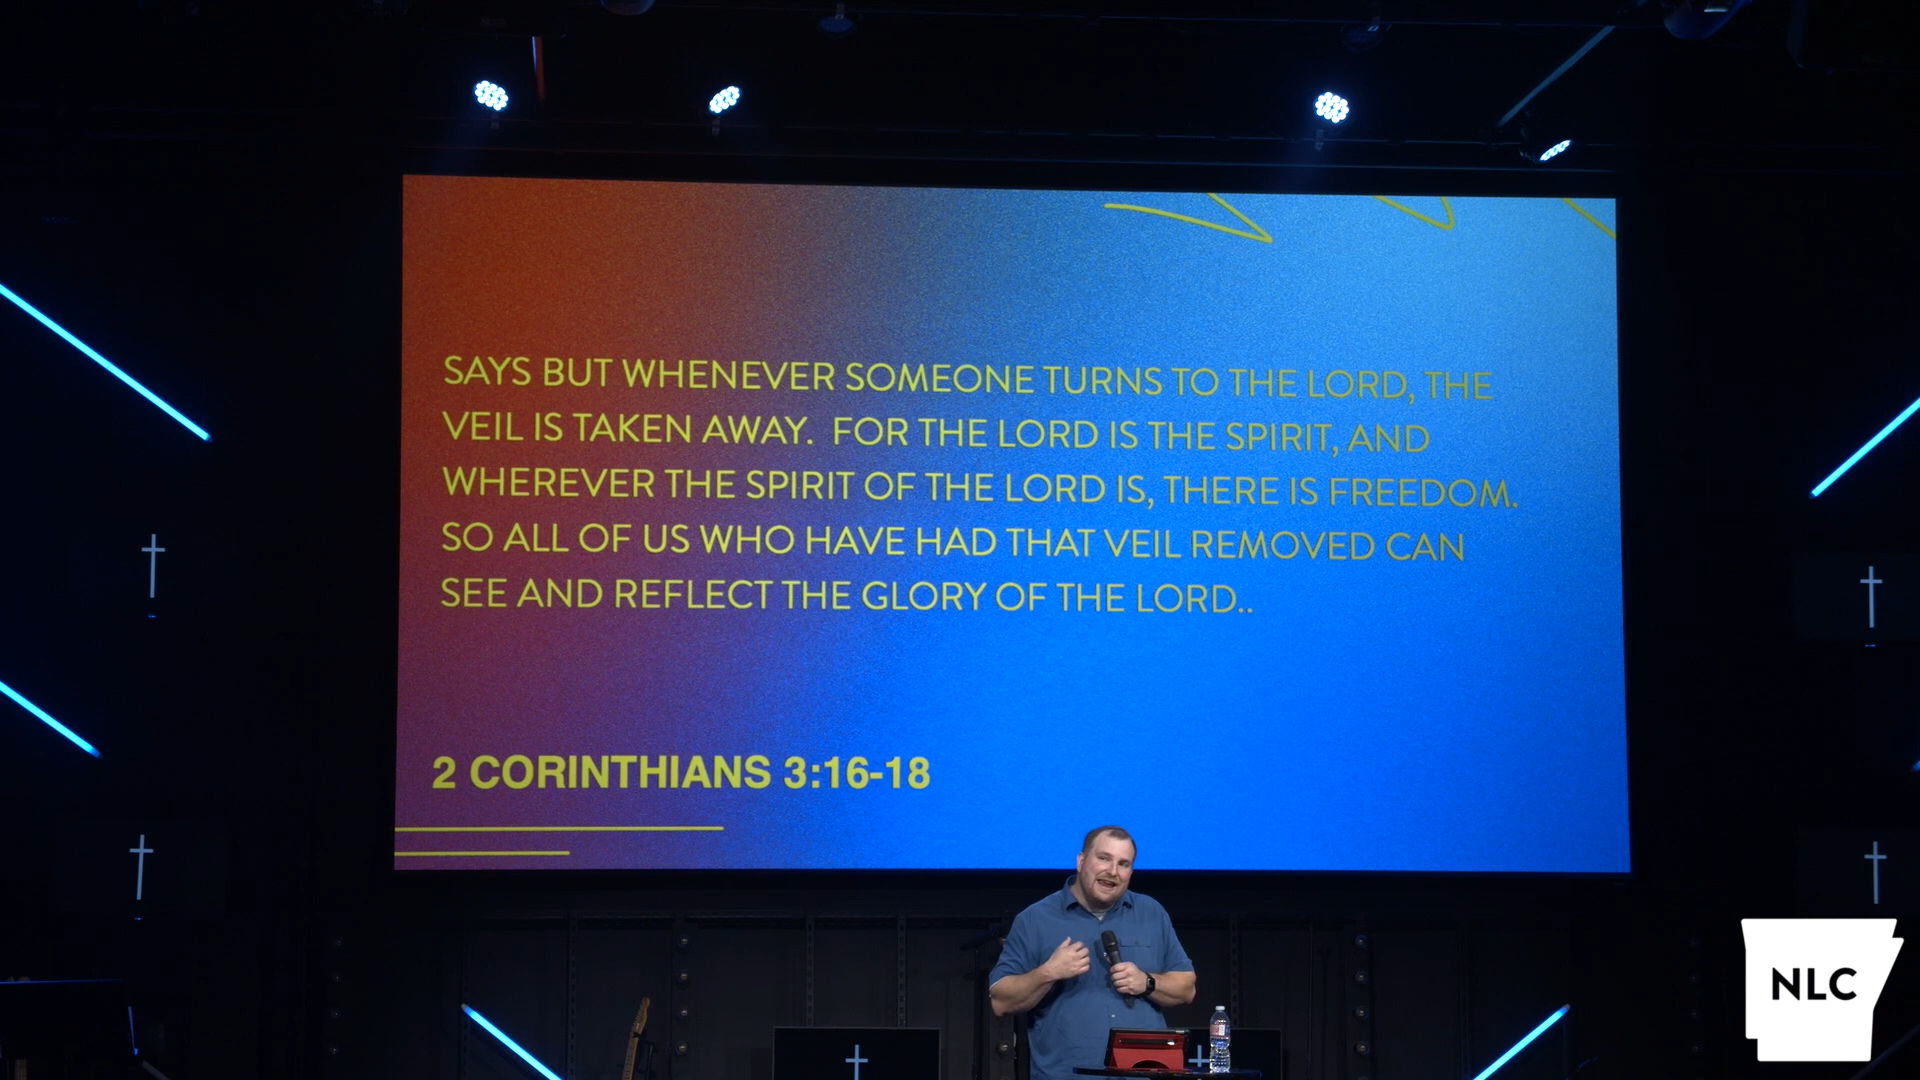 SAYS BUT WHENEVER SOMEONE TURNS TO THE LORD, THE
VEIL IS TAKEN AWAY. FOR THE LORD IS THE SPIRIT, AND
WHEREVER THE SPIRIT OF THE LORD IS, THERE IS FREEDOM.
SO ALL OF US WHO HAVE HAD THAT VEIL REMOVED CAN
SEE AND REFLECT THE GLORY OF THE LORD..
2 CORINTHIANS 3:16-18
NLC